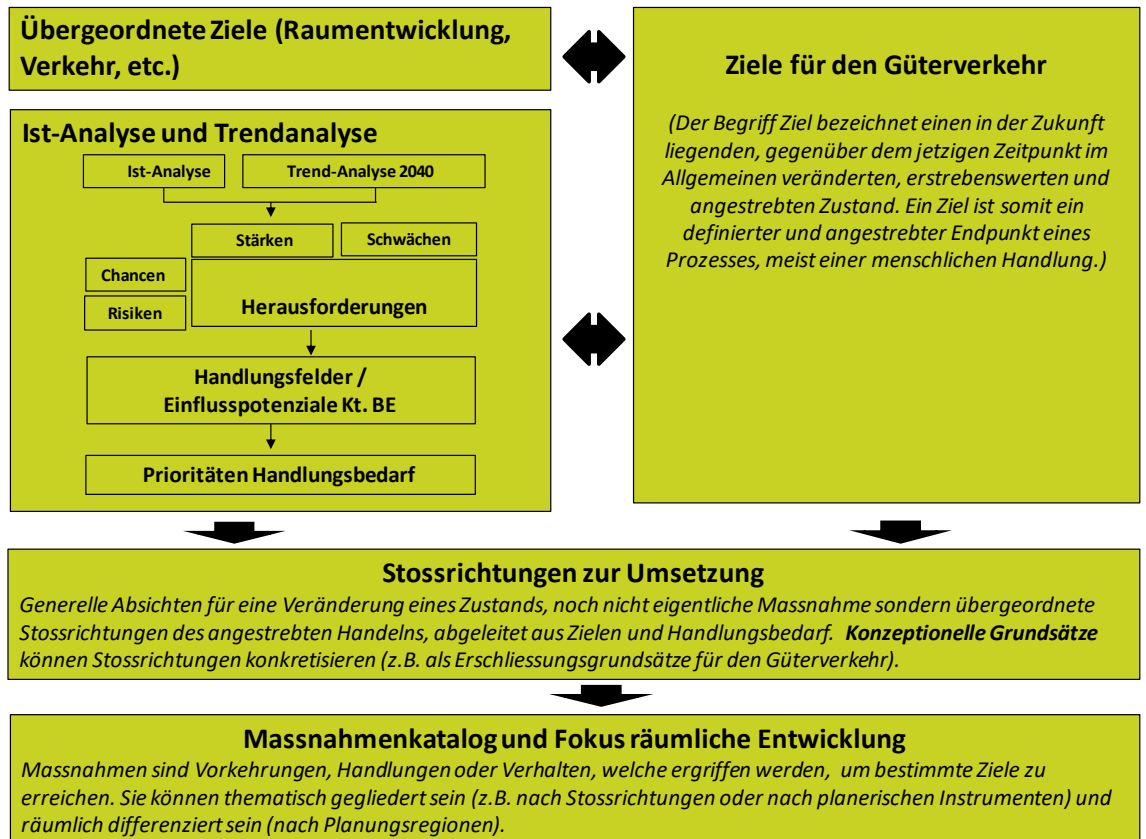 Übergeordnete Ziele (Raumentwicklung,
Verkehr, etc.)
Ist-Analyse und Trendanalyse
Ist-Analyse
Trend-Analyse 2040
Stärken
Schwächen
Chancen
Risiken
Herausforderungen
Handlungsfelder /
Einflusspotenziale Kt. BE
Prioritäten Handlungsbedarf
Ziele für den Güterverkehr
(Der Begriff Ziel bezeichnet einen in der Zukunft
liegenden, gegenüber dem jetzigen Zeitpunkt im
Allgemeinen veränderten, erstrebenswerten und
angestrebten Zustand. Ein Ziel ist somit ein
definierter und angestrebter Endpunkt eines
Prozesses, meist einer menschlichen Handlung.)
Stossrichtungen zur Umsetzung
Generelle Absichten für eine Veränderung eines Zustands, noch nicht eigentliche Massnahme sondern übergeordnete
Stossrichtungen des angestrebten Handelns, abgeleitet aus Zielen und Handlungsbedarf. Konzeptionelle Grundsätze
können Stossrichtungen konkretisieren (z.B. als Erschliessungsgrundsätze für den Güterverkehr).
Massnahmenkatalog und Fokus räumliche Entwicklung
Massnahmen sind Vorkehrungen, Handlungen oder Verhalten, welche ergriffen werden, um bestimmte Ziele zu
erreichen. Sie können thematisch gegliedert sein (z.B. nach Stossrichtungen oder nach planerischen Instrumenten) und
räumlich differenziert sein (nach Planungsregionen).